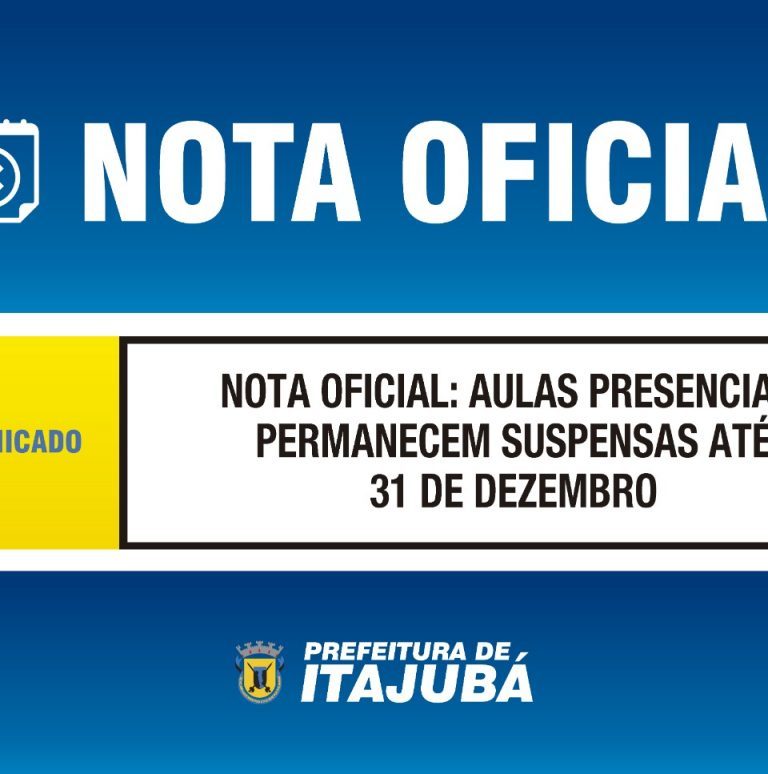 NOTA OFICIA
NICADO
NOTA OFICIAL: AULAS PRESENCIA
PERMANECEM SUSPENSAS ATÉ
31 DE DEZEMBRO
PREFEITURA DE
ITAJUBÁ